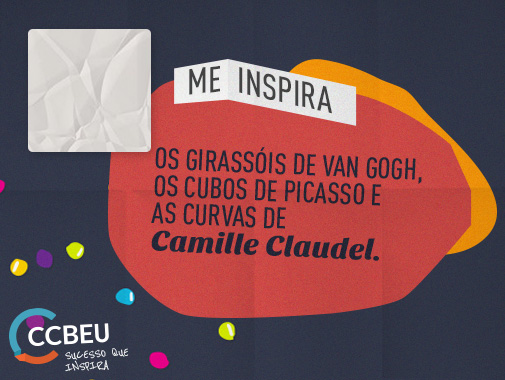 ME INSPIRA
OS GIRASSÓIS DE VAN GOGH,
OS CUBOS DE PICASSO E
AS CURVAS DE
Camille Claudel.
CCBEU
SUCESSO QUE
INSPIRA